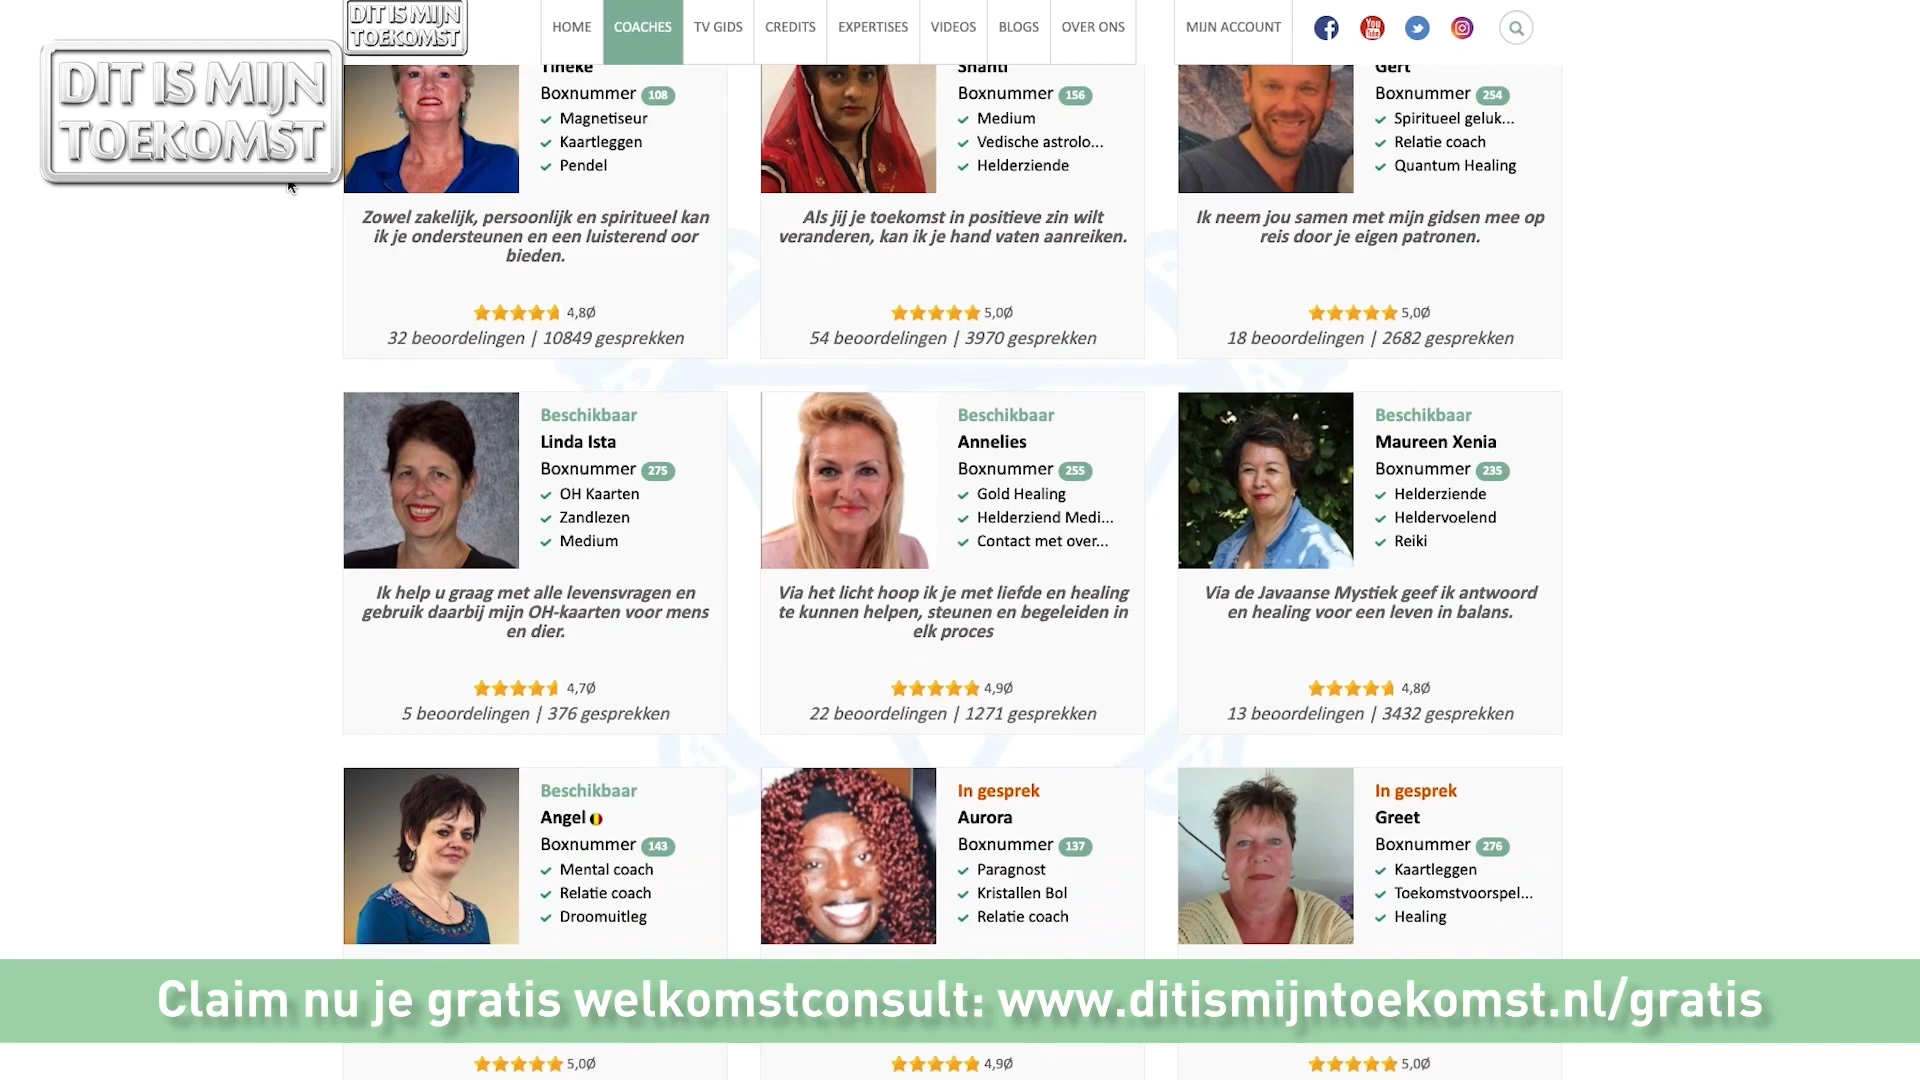 DIT IS MIJN
TOEKOMST
DIT IS MIJN
TOEKOMST
HOME COACHES TV GIDS CREDITS EXPERTISES VIDEOS BLOGS OVER ONS MIJN ACCOUNT
Tineke
Boxnummer 108
Magnetiseur
Kaartleggen
Pendel
Zowel zakelijk, persoonlijk en spiritueel kan
ik je ondersteunen en een luisterend oor
bieden.
4,8Ø
32 beoordelingen | 10849 gesprekken
Shanti
Boxnummer 156
Medium
Vedische astrolo...
Helderziende
Als jij je toekomst in positieve zin wilt
veranderen, kan ik je hand vaten aanreiken.
5,0Ø
54 beoordelingen | 3970 gesprekken
Gert
Boxnummer 254
Spiritueel geluk...
Relatie coach
Quantum Healing
Ik neem jou samen met mijn gidsen mee op
reis door je eigen patronen.
5,0Ø
18 beoordelingen | 2682 gesprekken
Beschikbaar
Linda Ista
Boxnummer 275
OH Kaarten
Zandlezen
Medium
Ik help u graag met alle levensvragen en
gebruik daarbij mijn OH-kaarten voor mens
en dier.
4,7Ø
5 beoordelingen | 376 gesprekken
Beschikbaar
Annelies
Boxnummer 255
Gold Healing
Helderziend Medi...
Contact met over...
Via het licht hoop ik je met liefde en healing
te kunnen helpen, steunen en begeleiden in
elk proces
4,9Ø
22 beoordelingen | 1271 gesprekken
Beschikbaar
Maureen Xenia
Boxnummer 235
Helderziende
Heldervoelend
Reiki
Via de Javaanse Mystiek geef ik antwoord
en healing voor een leven in balans.
4,8Ø
13 beoordelingen | 3432 gesprekken
Beschikbaar
Angel
Boxnummer 143
Mental coach
Relatie coach
Droomuitleg
In gesprek
Aurora
Boxnummer 137
Paragnost
Kristallen Bol
Relatie coach
In gesprek
Greet
Boxnummer 276
Kaartleggen
Toekomstvoorspel...
Healing
Claim nu je gratis welkomstconsult: www.ditismijntoekomst.nl/gratis
5,0Ø
4,9Ø
5,0Ø